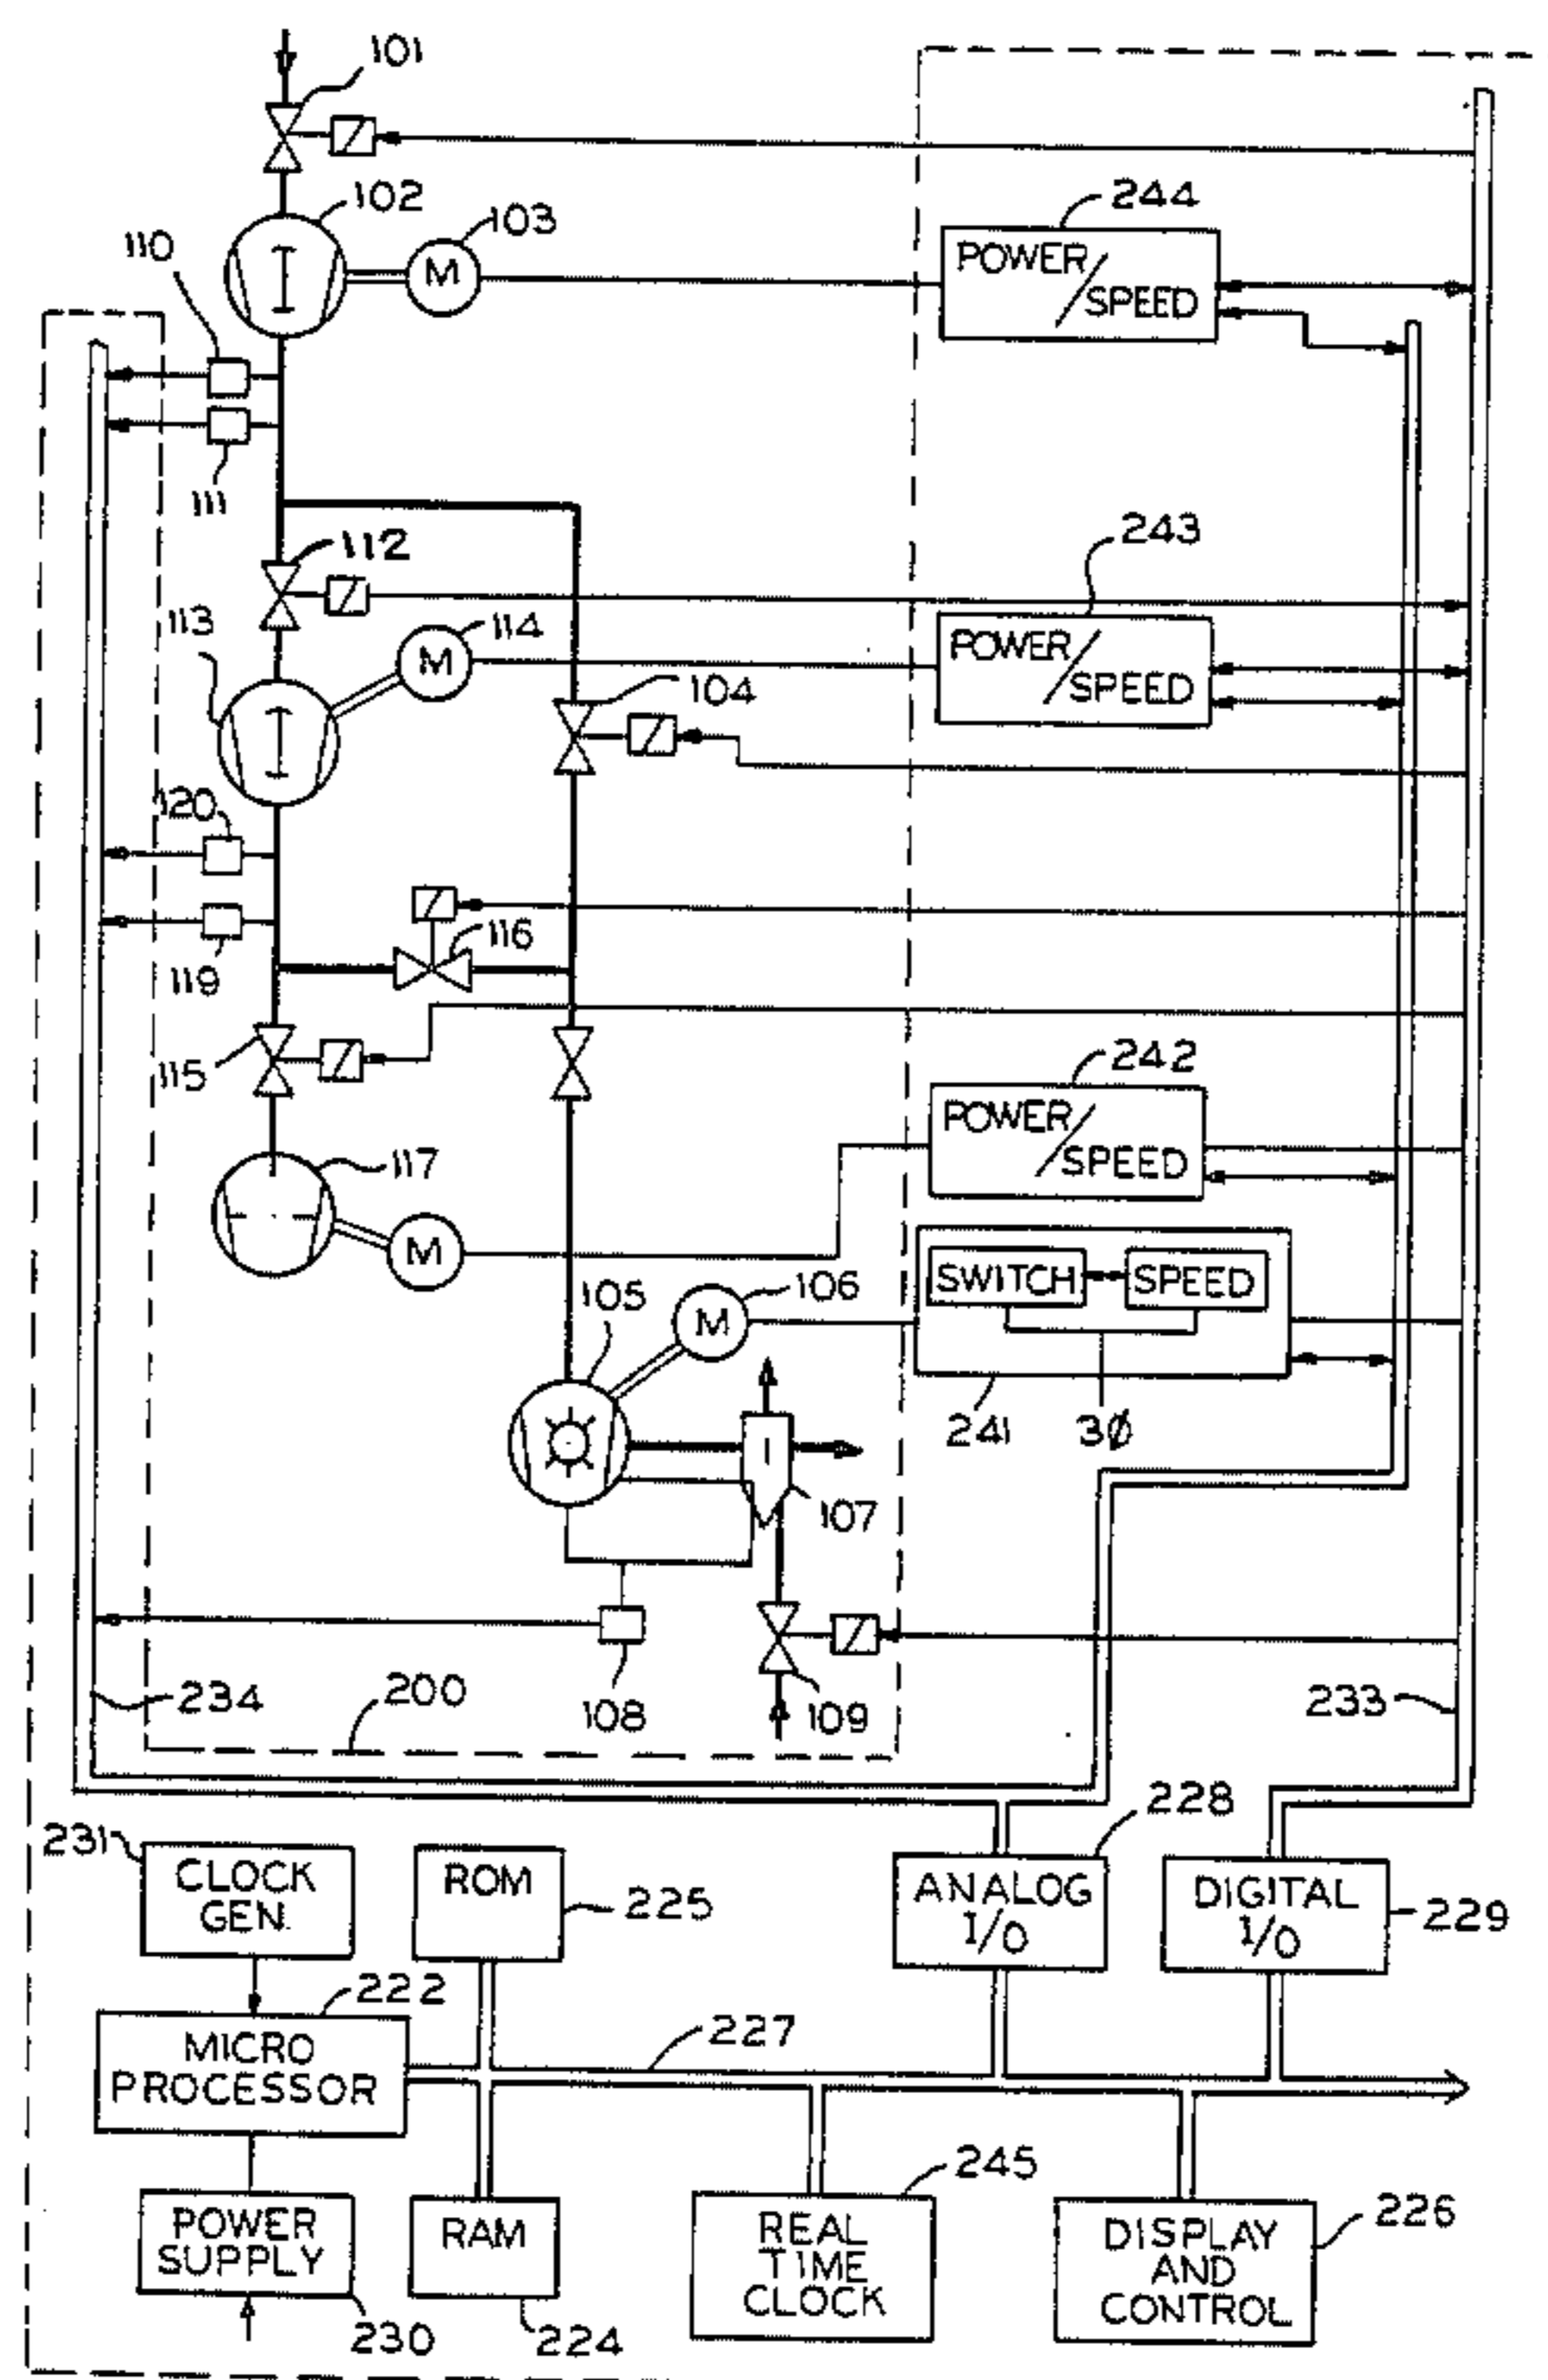 101
102
103
M
110
244
POWER/
SPEED
111
112
243
113
114
M
POWER/
SPEED
104
120
116
119
115
242
POWER/
SPEED
117
M
105
106
M
SWITCH
SPEED
241
3Ø
107
234
200
108
109
233
228
231
CLOCK
GEN.
ROM
225
ANALOG
I/O
DIGITAL
I/O
229
222
MICRO
PROCESSOR
227
245
POWER
SUPPLY
RAM
REAL
TIME
CLOCK
DISPLAY
AND
CONTROL
226
230
224